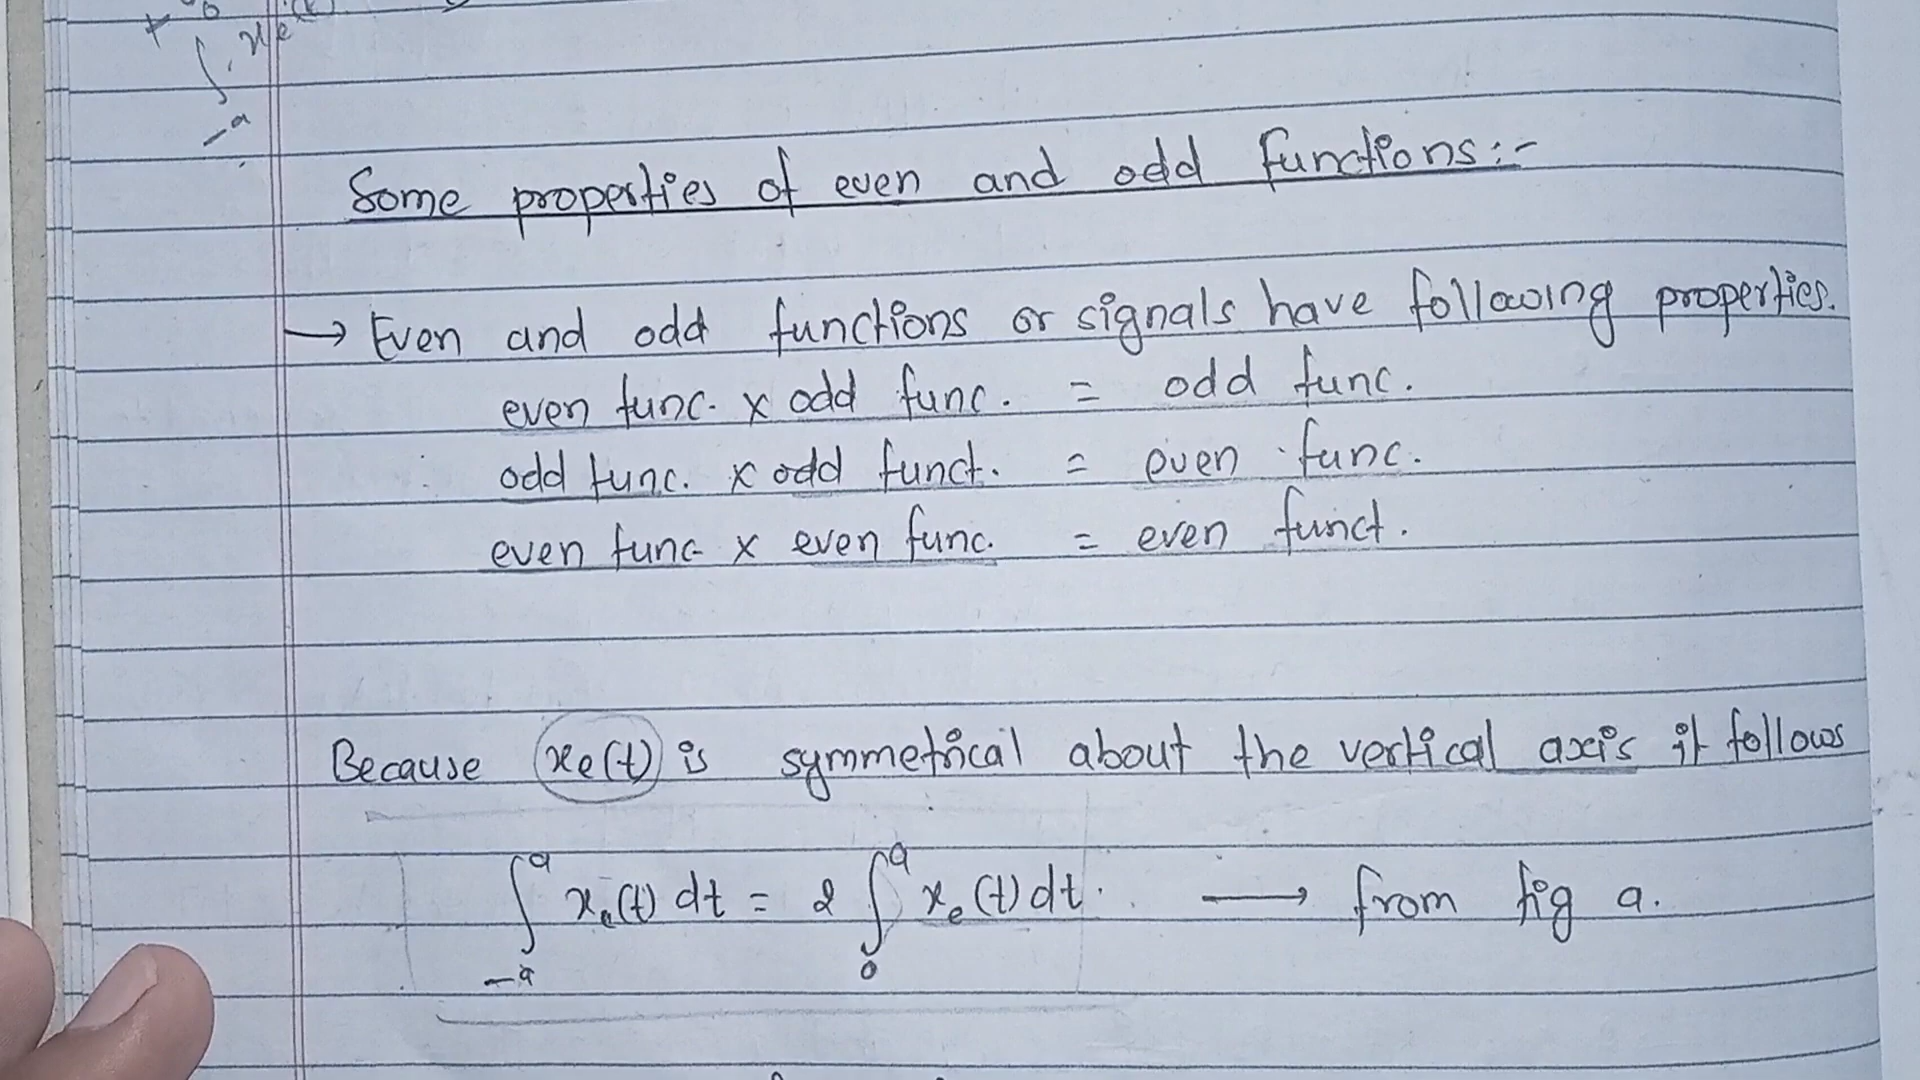 ∫ xe
-a
Some properties of even and odd functions:-
→ Even and odd functions or signals have following properties.
even func. x odd func. = odd func.
odd func. x odd funct. = even func.
even func x even func. = even funct.
Because xe(t) is symmetrical about the vertical axis it follows
∫_{-a}^{a} xe(t) dt = 2 ∫_{0}^{a} xe(t) dt. → from fig a.